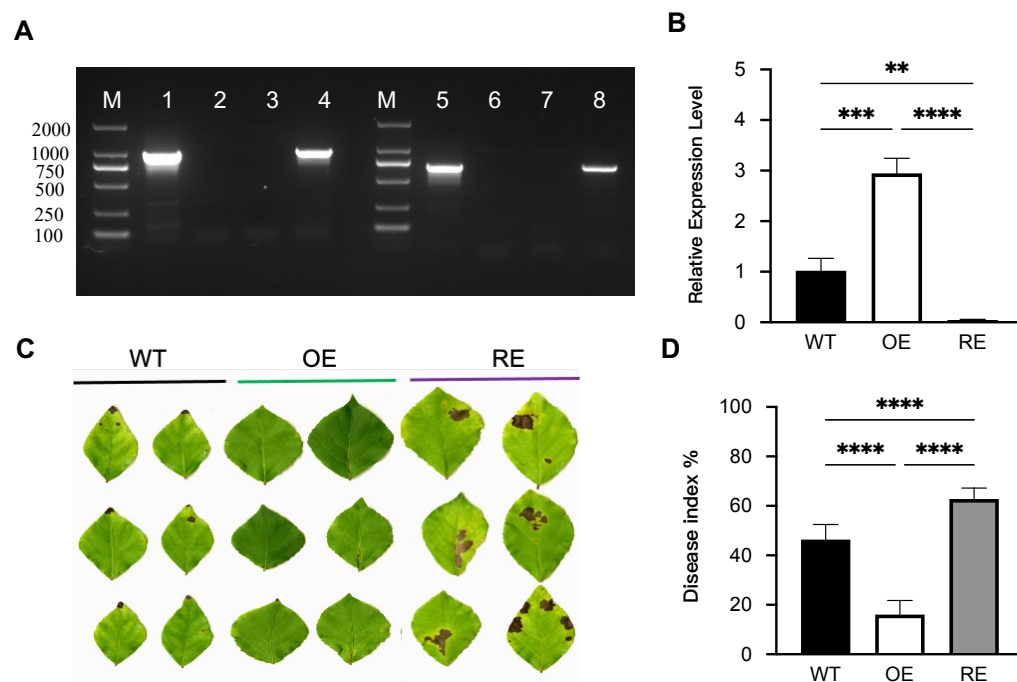 A
M 1 2 3 4 M 5 6 7 8
2000
1000
750
500
250
100
B
Relative Expression Level
5
4
3
2
1
0
**
*** ****
WT OE RE
C
WT OE RE
D
Disease index %
100
80
60
40
20
0
****
**** ****
WT OE RE